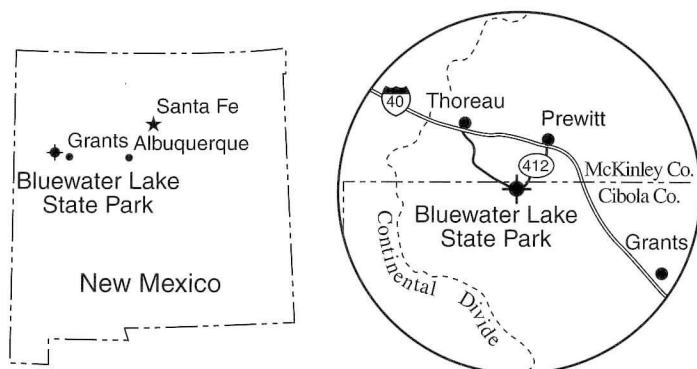 Santa Fe
Grants Albuquerque
Bluewater Lake
State Park
New Mexico
40
Thoreau
Prewitt
412
McKinley Co.
Cibola Co.
Bluewater Lake
State Park
Grants
Continental Divide